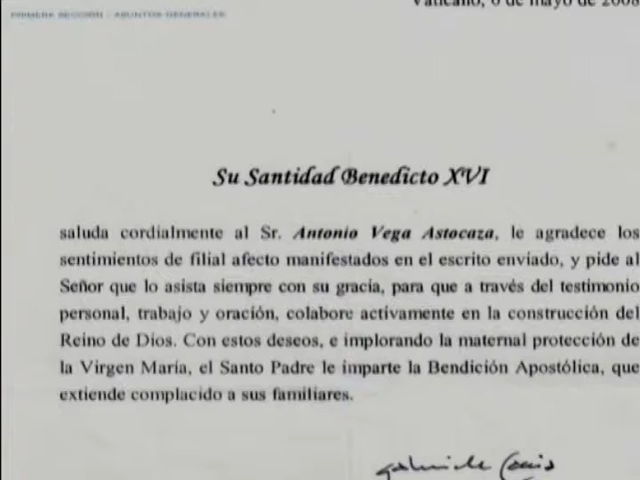 PRIMERA SECCIÓN - ASUNTOS GENERALES
Vaticano, 6 de mayo de 2008
Su Santidad Benedicto XVI
saluda cordialmente al Sr. Antonio Vega Astocaza, le agradece los
sentimientos de filial afecto manifestados en el escrito enviado, y pide al
Señor que lo asista siempre con su gracia, para que a través del testimonio
personal, trabajo y oración, colabore activamente en la construcción del
Reino de Dios. Con estos deseos, e implorando la maternal protección de
la Virgen María, el Santo Padre le imparte la Bendición Apostólica, que
extiende complacido a sus familiares.